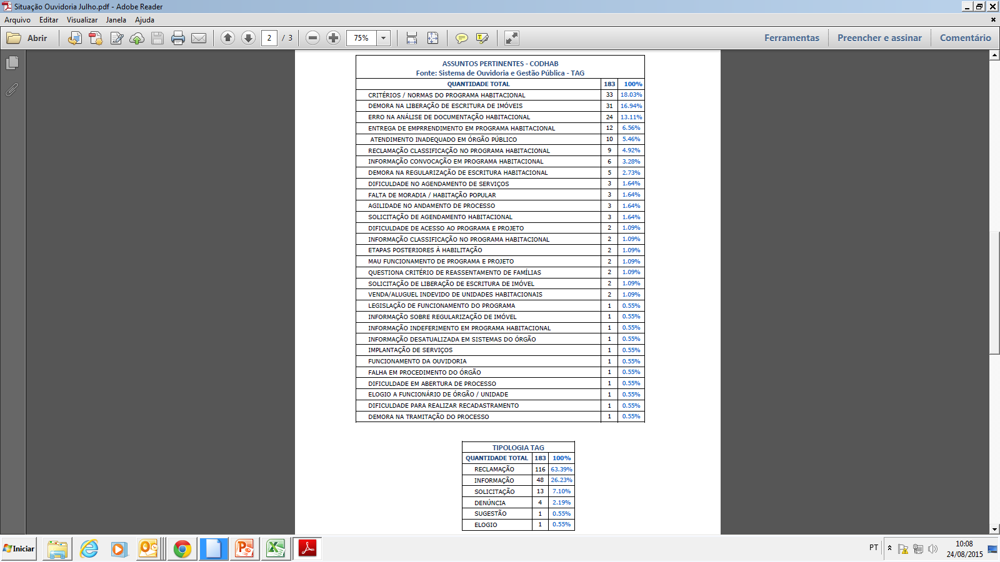 Situação Ouvidoria Julho.pdf - Adobe Reader
Arquivo Editar Visualizar Janela Ajuda
Abrir 2 / 3 75% Ferramentas Preencher e assinar Comentário
ASSUNTOS PERTINENTES - CODHAB
Fonte: Sistema de Ouvidoria e Gestão Pública - TAG
QUANTIDADE TOTAL 183 100%
CRITÉRIOS / NORMAS DO PROGRAMA HABITACIONAL 33 18.03%
DEMORA NA LIBERAÇÃO DE ESCRITURA DE IMÓVEIS 31 16.94%
ERRO NA ANÁLISE DE DOCUMENTAÇÃO HABITACIONAL 24 13.11%
ENTREGA DE EMPRRENDIMENTO EM PROGRAMA HABITACIONAL 12 6.56%
ATENDIMENTO INADEQUADO EM ÓRGÃO PÚBLICO 10 5.46%
RECLAMAÇÃO CLASSIFICAÇÃO NO PROGRAMA HABITACIONAL 9 4.92%
INFORMAÇÃO CONVOCAÇÃO EM PROGRAMA HABITACIONAL 6 3.28%
DEMORA NA REGULARIZAÇÃO DE ESCRITURA HABITACIONAL 5 2.73%
DIFICULDADE NO AGENDAMENTO DE SERVIÇOS 3 1.64%
FALTA DE MORADIA / HABITAÇÃO POPULAR 3 1.64%
AGILIDADE NO ANDAMENTO DE PROCESSO 3 1.64%
SOLICITAÇÃO DE AGENDAMENTO HABITACIONAL 3 1.64%
DIFICULDADE DE ACESSO AO PROGRAMA E PROJETO 2 1.09%
INFORMAÇÃO CLASSIFICAÇÃO NO PROGRAMA HABITACIONAL 2 1.09%
ETAPAS POSTERIORES À HABILITAÇÃO 2 1.09%
MAU FUNCIONAMENTO DE PROGRAMA E PROJETO 2 1.09%
QUESTIONA CRITÉRIO DE REASSENTAMENTO DE FAMÍLIAS 2 1.09%
SOLICITAÇÃO DE LIBERAÇÃO DE ESCRITURA DE IMÓVEL 2 1.09%
VENDA/ALUGUEL INDEVIDO DE UNIDADES HABITACIONAIS 2 1.09%
LEGISLAÇÃO DE FUNCIONAMENTO DO PROGRAMA 1 0.55%
INFORMAÇÃO SOBRE REGULARIZAÇÃO DE IMÓVEL 1 0.55%
INFORMAÇÃO INDEFERIMENTO EM PROGRAMA HABITACIONAL 1 0.55%
INFORMAÇÃO DESATUALIZADA EM SISTEMAS DO ÓRGÃO 1 0.55%
IMPLANTAÇÃO DE SERVIÇOS 1 0.55%
FUNCIONAMENTO DA OUVIDORIA 1 0.55%
FALHA EM PROCEDIMENTO DO ÓRGÃO 1 0.55%
DIFICULDADE EM ABERTURA DE PROCESSO 1 0.55%
ELOGIO A FUNCIONÁRIO DE ÓRGÃO / UNIDADE 1 0.55%
DIFICULDADE PARA REALIZAR RECADASTRAMENTO 1 0.55%
DEMORA NA TRAMITAÇÃO DO PROCESSO 1 0.55%
TIPOLOGIA TAG
QUANTIDADE TOTAL 183 100%
RECLAMAÇÃO 116 63.39%
INFORMAÇÃO 48 26.23%
SOLICITAÇÃO 13 7.10%
DENÚNCIA 4 2.19%
SUGESTÃO 1 0.55%
ELOGIO 1 0.55%
Iniciar PT 10:08
24/08/2015